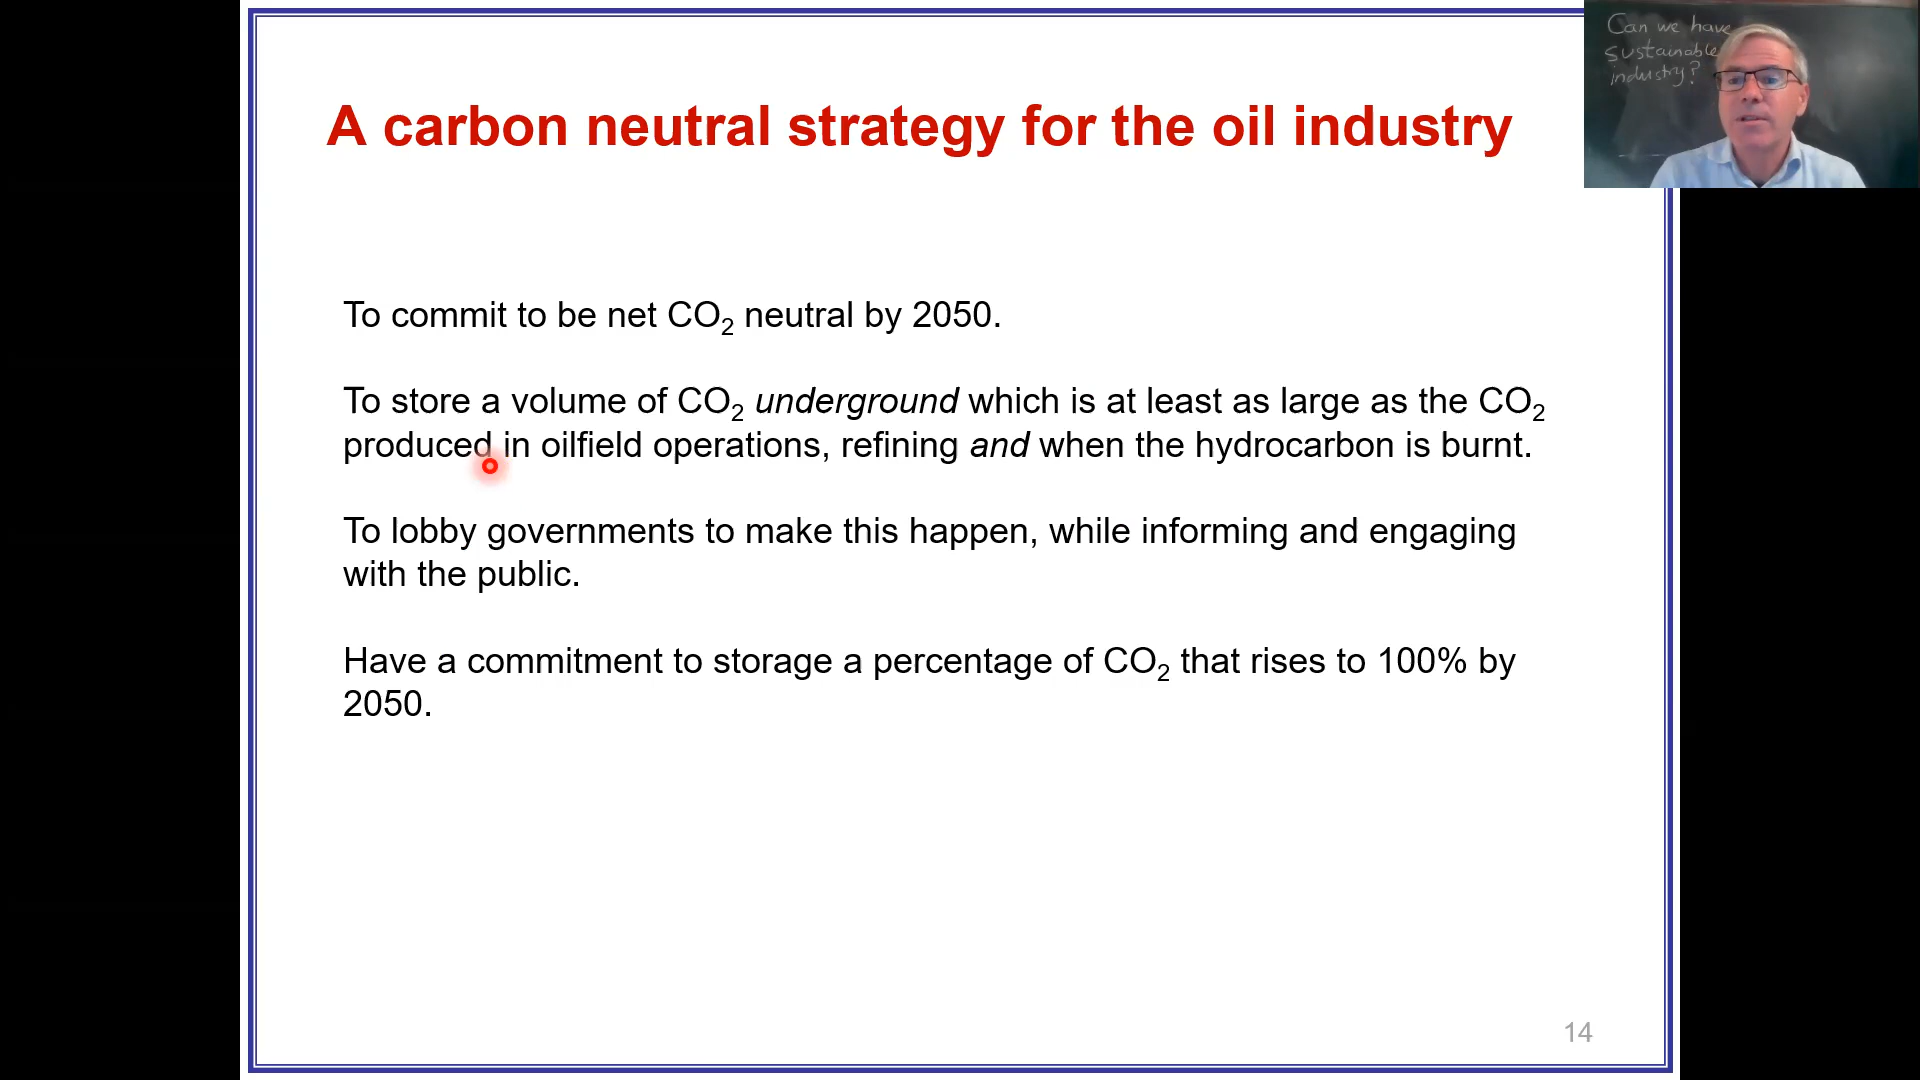 A carbon neutral strategy for the oil industry
Can we have
sustainable
industry?
To commit to be net CO₂ neutral by 2050.
To store a volume of CO₂ underground which is at least as large as the CO₂
produced in oilfield operations, refining and when the hydrocarbon is burnt.
To lobby governments to make this happen, while informing and engaging
with the public.
Have a commitment to storage a percentage of CO₂ that rises to 100% by
2050.
14